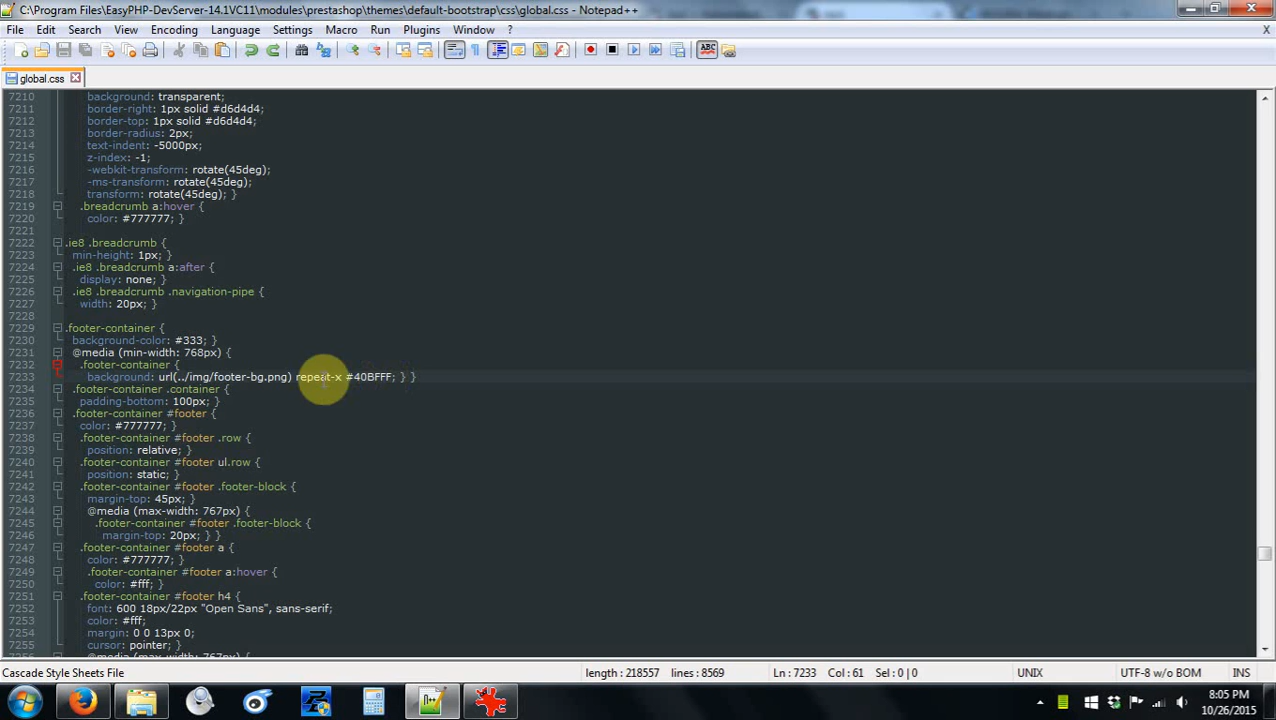 C:\Program Files\EasyPHP-DevServer-14.1VC11\modules\prestashop\themes\default-bootstrap\css\global.css - Notepad++
File Edit Search View Encoding Language Settings Macro Run Plugins Window ? X
global.css
7210 background: transparent;
7211 border-right: 1px solid #d6d4d4;
7212 border-top: 1px solid #d6d4d4;
7213 border-radius: 2px;
7214 text-indent: -5000px;
7215 z-index: -1;
7216 -webkit-transform: rotate(45deg);
7217 -ms-transform: rotate(45deg);
7218 transform: rotate(45deg); }
7219 .breadcrumb a:hover {
7220 color: #777777; }
7221
7222 .ie8 .breadcrumb {
7223 min-height: 1px; }
7224 .ie8 .breadcrumb a:after {
7225 display: none; }
7226 .ie8 .breadcrumb .navigation-pipe {
7227 width: 20px; }
7228
7229 .footer-container {
7230 background-color: #333; }
7231 @media (min-width: 768px) {
7232 .footer-container {
7233 background: url(../img/footer-bg.png) repeat-x #40BFFF; } }
7234 .footer-container .container {
7235 padding-bottom: 100px; }
7236 .footer-container #footer {
7237 color: #777777; }
7238 .footer-container #footer .row {
7239 position: relative; }
7240 .footer-container #footer ul.row {
7241 position: static; }
7242 .footer-container #footer .footer-block {
7243 margin-top: 45px; }
7244 @media (max-width: 767px) {
7245 .footer-container #footer .footer-block {
7246 margin-top: 20px; } }
7247 .footer-container #footer a {
7248 color: #777777; }
7249 .footer-container #footer a:hover {
7250 color: #fff; }
7251 .footer-container #footer h4 {
7252 font: 600 18px/22px "Open Sans", sans-serif;
7253 color: #fff;
7254 margin: 0 0 13px 0;
7255 cursor: pointer; }
7256 @media (max-width: 767px) {
Cascade Style Sheets File length : 218557 lines : 8569 Ln : 7233 Col : 61 Sel : 0 | 0 UNIX UTF-8 w/o BOM INS
8:05 PM
10/26/2015